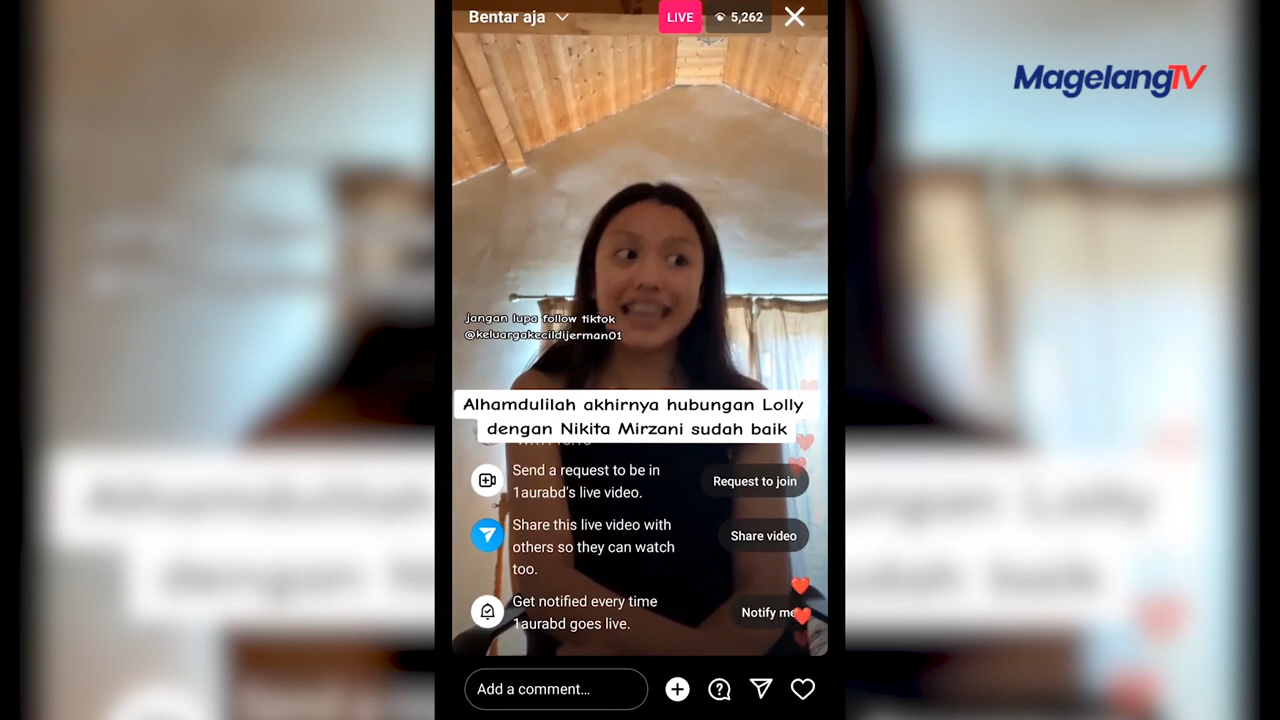 Bentar aja
LIVE
5,262
MagelangTV
jangan lupa follow tiktok
@keluargakecildijerman01
Alhamdulilah akhirnya hubungan Lolly
dengan Nikita Mirzani sudah baik
Send a request to be in
1aurabd's live video.
Request to join
Share this live video with
others so they can watch
too.
Share video
Get notified every time
1aurabd goes live.
Notify me
Add a comment...